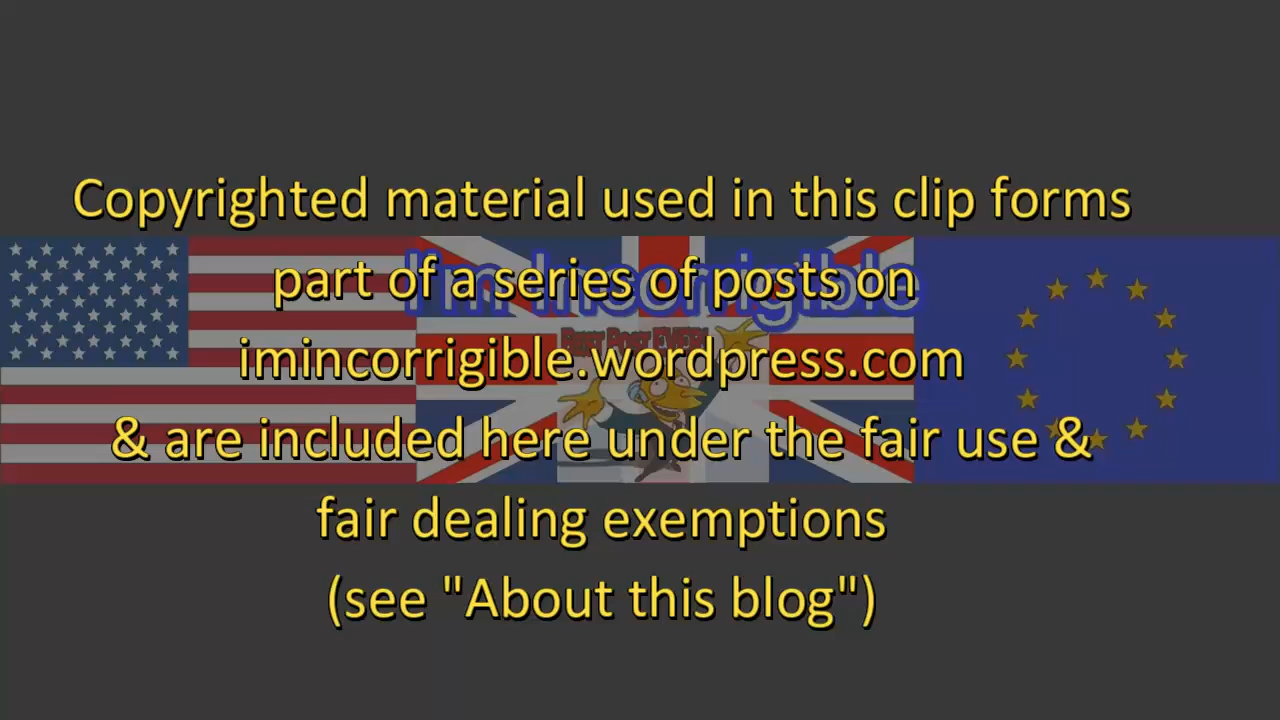 Copyrighted material used in this clip forms
part of a series of posts on
I'm Incorrigible
imincorrigible.wordpress.com
& are included here under the fair use &
fair dealing exemptions
(see "About this blog")